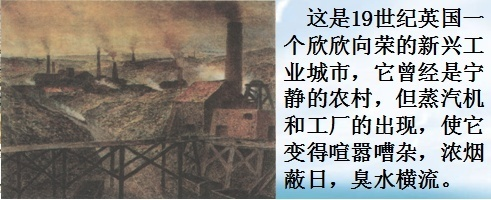 这是19世纪英国一
个欣欣向荣的新兴工
业城市，它曾经是宁
静的农村，但蒸汽机
和工厂的出现，使它
变得喧嚣嘈杂，浓烟
蔽日，臭水横流。